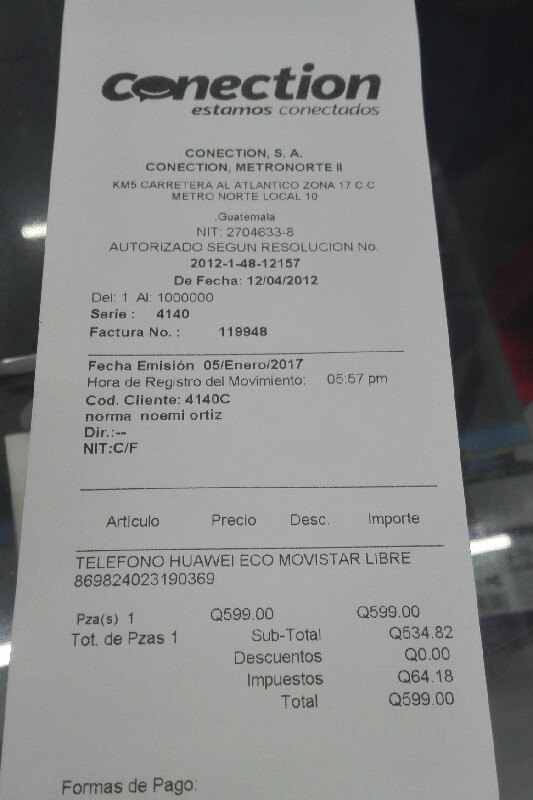 Conection
estamos conectados
CONECTION, S. A.
CONECTION, METRONORTE II
KM5 CARRETERA AL ATLANTICO ZONA 17 C.C
METRO NORTE LOCAL 10
,Guatemala
NIT: 2704633-8
AUTORIZADO SEGUN RESOLUCION No.
2012-1-48-12157
De Fecha: 12/04/2012
Del: 1 Al: 1000000
Serie : 4140
Factura No. : 119948
Fecha Emisión 05/Enero/2017
Hora de Registro del Movimiento: 05:57 pm
Cod. Cliente: 4140C
norma noemi ortiz
Dir.:--
NIT:C/F
Articulo Precio Desc. Importe
TELEFONO HUAWEI ECO MOVISTAR LIBRE
869824023190369
Pza(s) 1 Q599.00 Q599.00
Tot. de Pzas 1 Sub-Total Q534.82
Descuentos Q0.00
Impuestos Q64.18
Total Q599.00
Formas de Pago: